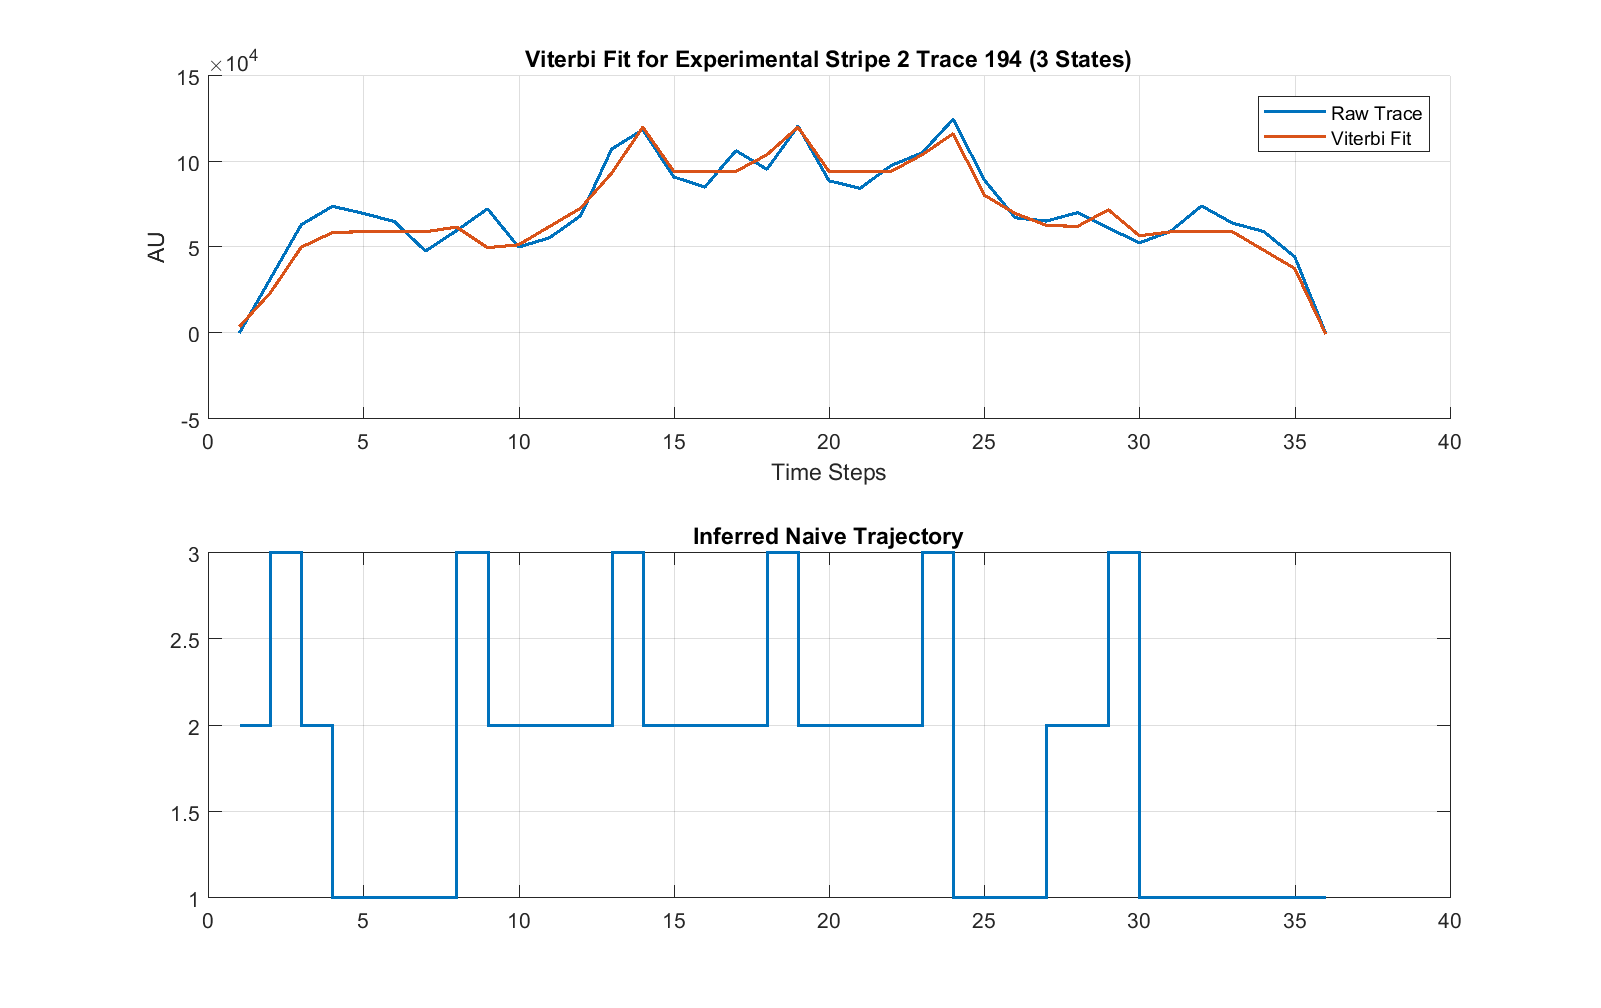 Viterbi Fit for Experimental Stripe 2 Trace 194 (3 States)
×10⁴
15
10
5
0
-5
AU
Raw Trace
Viterbi Fit
0 5 10 15 20 25 30 35 40
Time Steps
Inferred Naive Trajectory
3
2.5
2
1.5
1
0 5 10 15 20 25 30 35 40